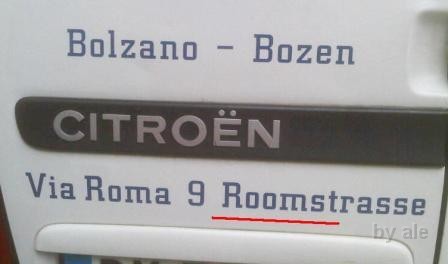 Bolzano - Bozen
CITROËN
Via Roma 9 Roomstrasse
by ale